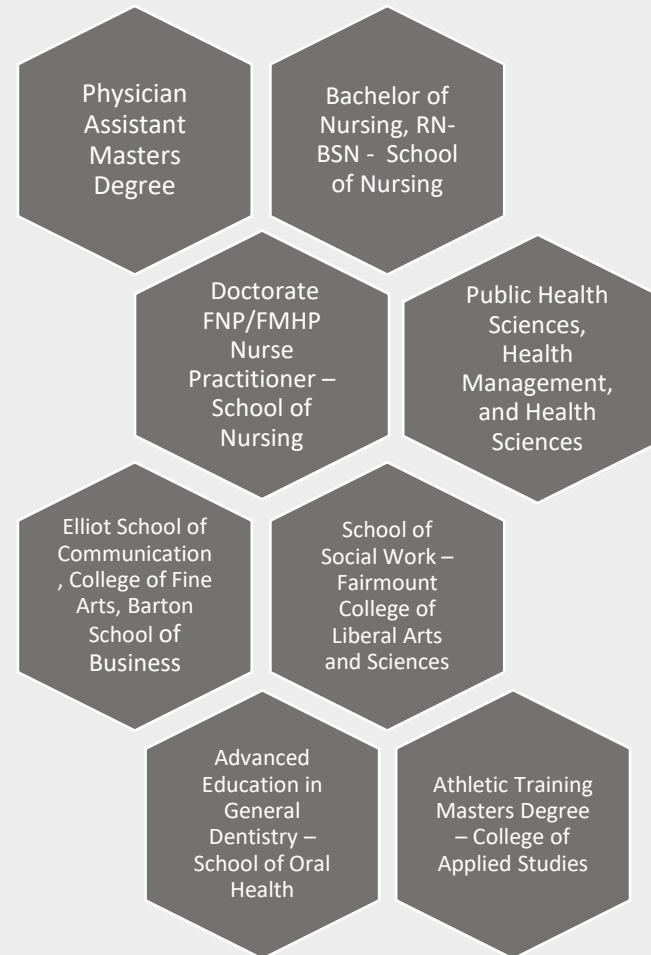 Physician
Assistant
Masters
Degree
Bachelor of
Nursing, RN-
BSN - School
of Nursing
Doctorate
FNP/FMHP
Nurse
Practitioner –
School of
Nursing
Public Health
Sciences,
Health
Management,
and Health
Sciences
Elliot School of
Communication
, College of Fine
Arts, Barton
School of
Business
School of
Social Work –
Fairmount
College of
Liberal Arts
and Sciences
Advanced
Education in
General
Dentistry –
School of Oral
Health
Athletic Training
Masters Degree
– College of
Applied Studies